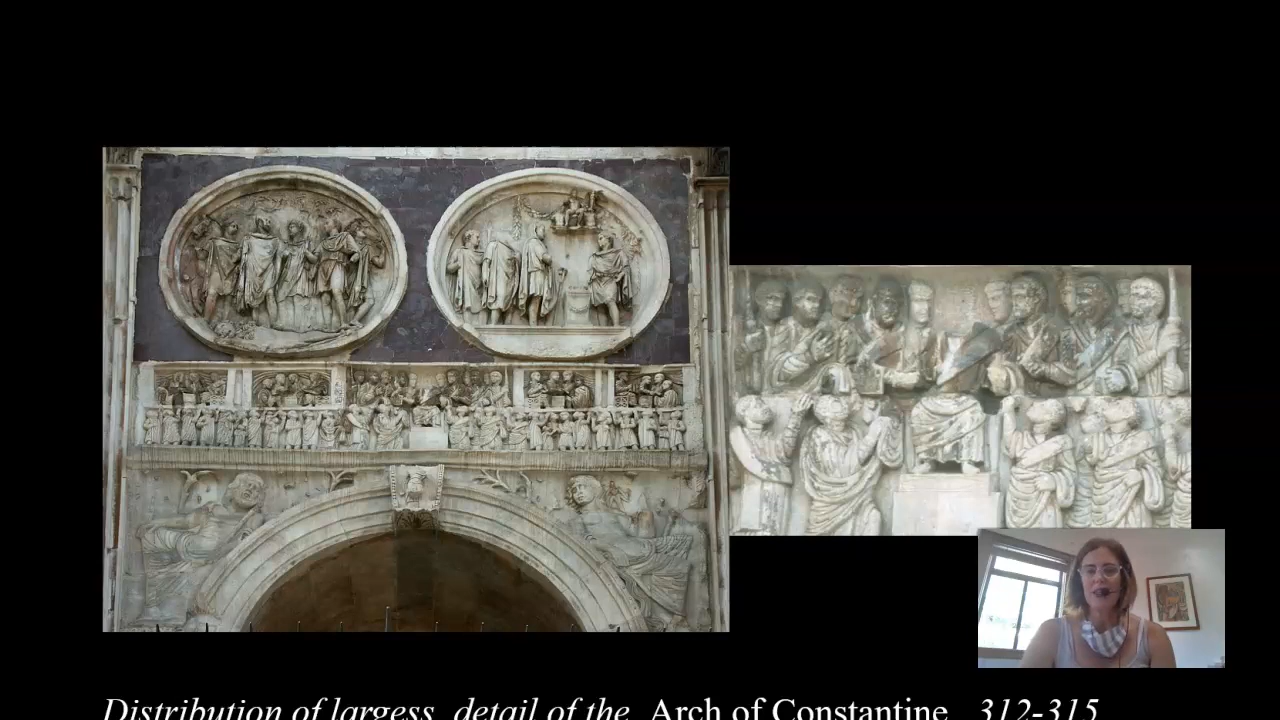 Distribution of largess, detail of the Arch of Constantine, 312-315